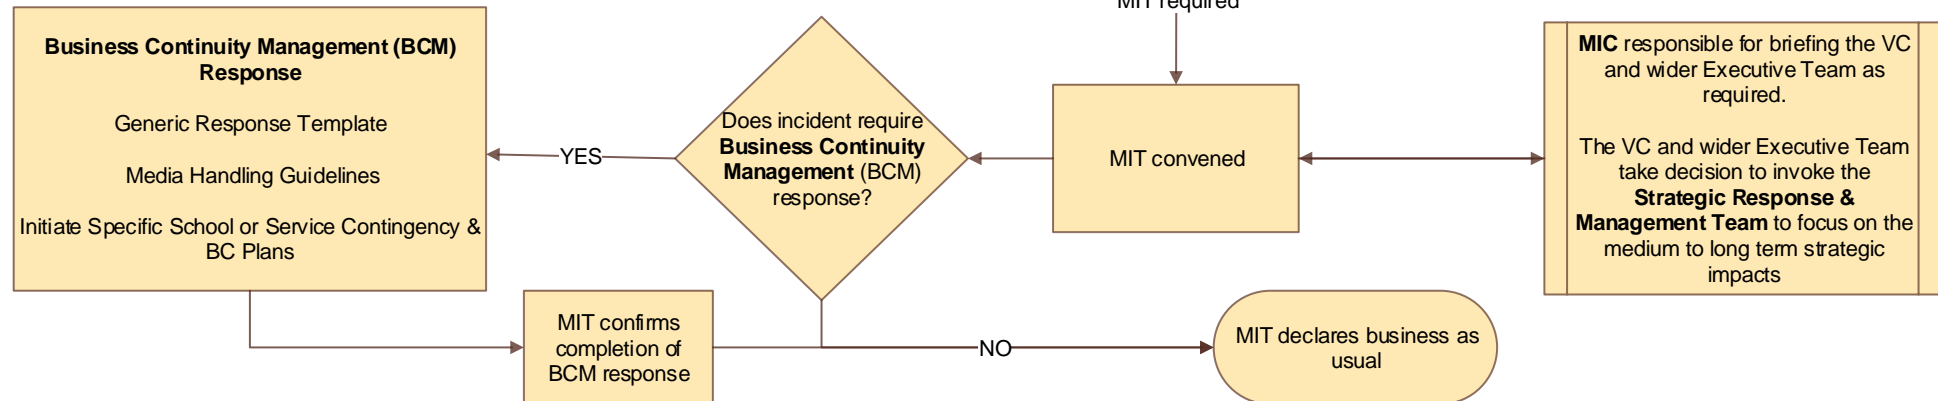 MIT required
Business Continuity Management (BCM)
Response
Generic Response Template
Media Handling Guidelines
Initiate Specific School or Service Contingency &
BC Plans
YES
Does incident require
Business Continuity
Management (BCM)
response?
MIT convened
MIC responsible for briefing the VC
and wider Executive Team as
required.
The VC and wider Executive Team
take decision to invoke the
Strategic Response &
Management Team to focus on the
medium to long term strategic
impacts
MIT confirms
completion of
BCM response
NO
MIT declares business as
usual